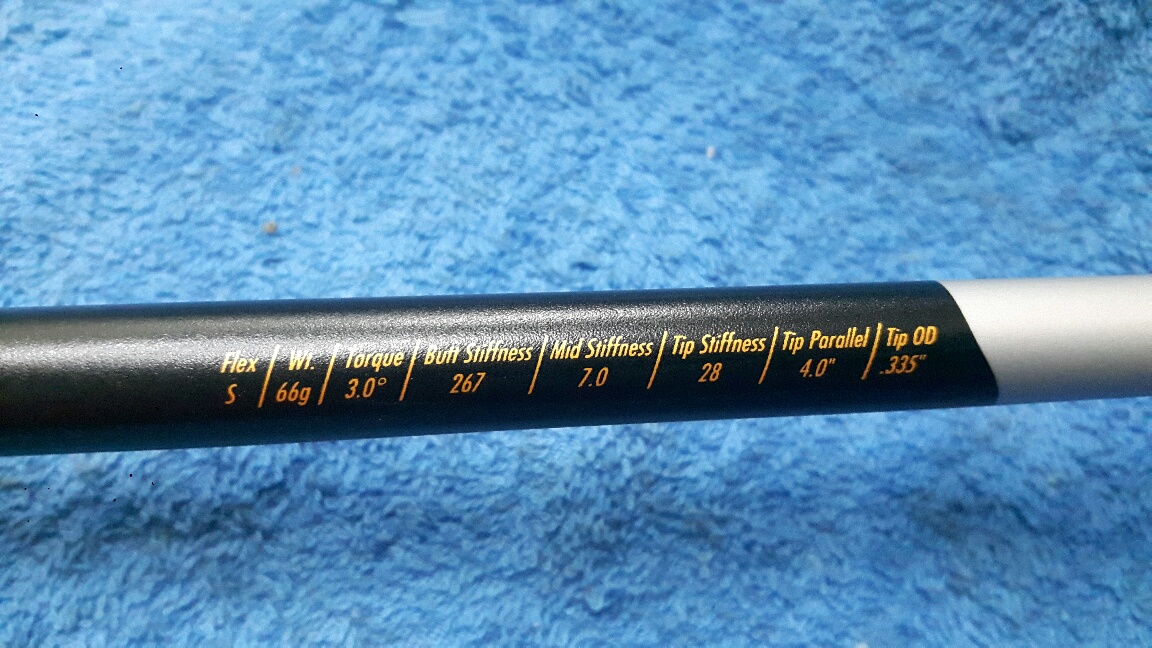 Flex / Wt. / Torque / Butt Stiffness / Mid Stiffness / Tip Stiffness / Tip Parallel / Tip OD
S / 66g / 3.0° / 267 / 7.0 / 28 / 4.0" / .335"